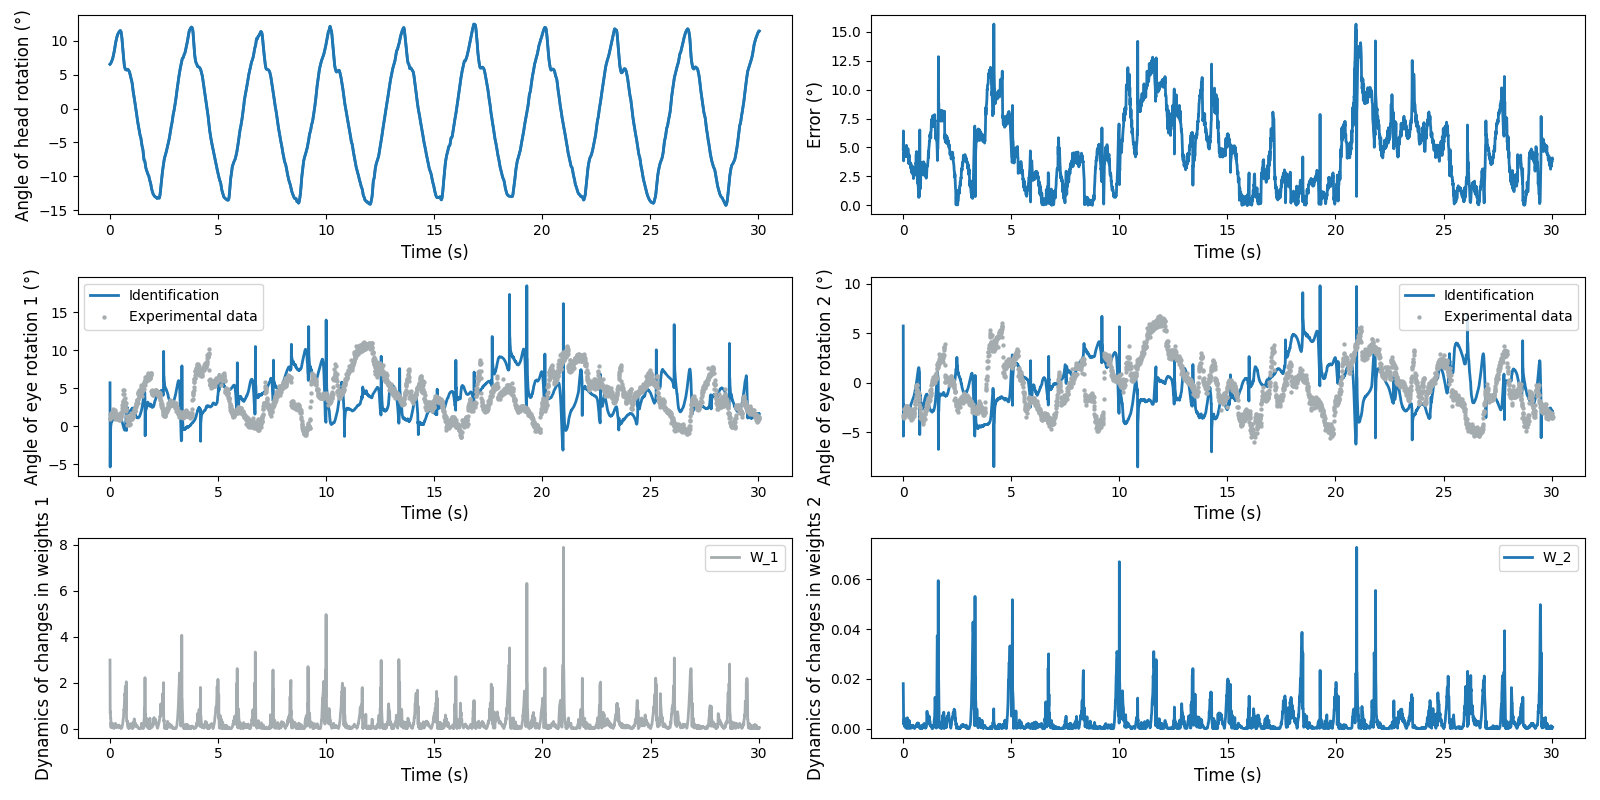 Angle of head rotation (°)
10
5
0
−5
−10
−15
0 5 10 15 20 25 30
Time (s)
Error (°)
15.0
12.5
10.0
7.5
5.0
2.5
0.0
0 5 10 15 20 25 30
Time (s)
Angle of eye rotation 1 (°)
15
10
5
0
−5
Identification
Experimental data
0 5 10 15 20 25 30
Time (s)
Angle of eye rotation 2 (°)
10
5
0
−5
Identification
Experimental data
0 5 10 15 20 25 30
Time (s)
Dynamics of changes in weights 1
8
6
4
2
0
W_1
0 5 10 15 20 25 30
Time (s)
Dynamics of changes in weights 2
0.06
0.04
0.02
0.00
W_2
0 5 10 15 20 25 30
Time (s)